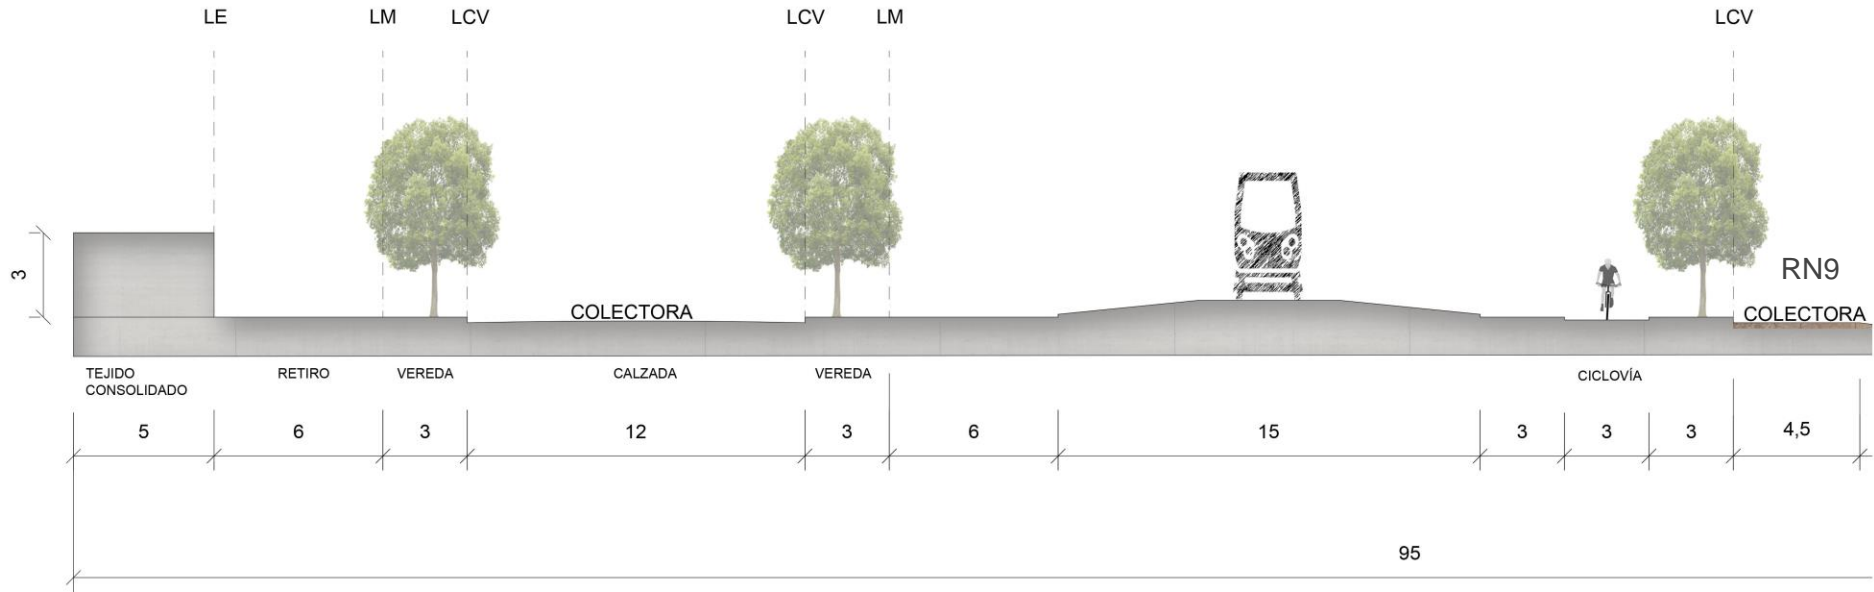 LE LM LCV LCV LM LCV
3
RN9
COLECTORA COLECTORA
TEJIDO
CONSOLIDADO
RETIRO VEREDA CALZADA VEREDA CICLOVÍA
5 6 3 12 3 6 15 3 3 3 4,5
95